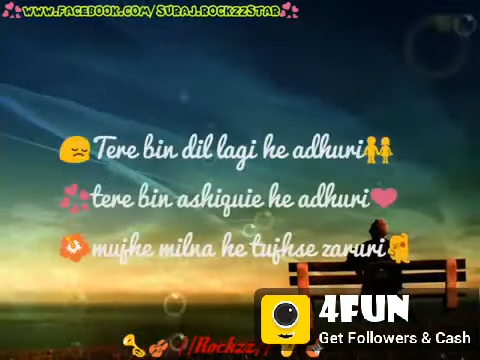 www.facebook.com/Suraj.rockzzStar
Tere bin dil lagi he adhuri
tere bin ashiquie he adhuri
mujhe milna he tujhse zaruri
4FUN
Get Followers & Cash
//Rockzz//